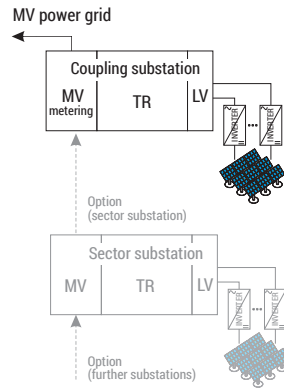 MV power grid
Coupling substation
MV
metering
TR
LV
INVERTER
...
INVERTER
Option
(sector substation)
Sector substation
MV
TR
LV
INVERTER
...
INVERTER
Option
(further substations)